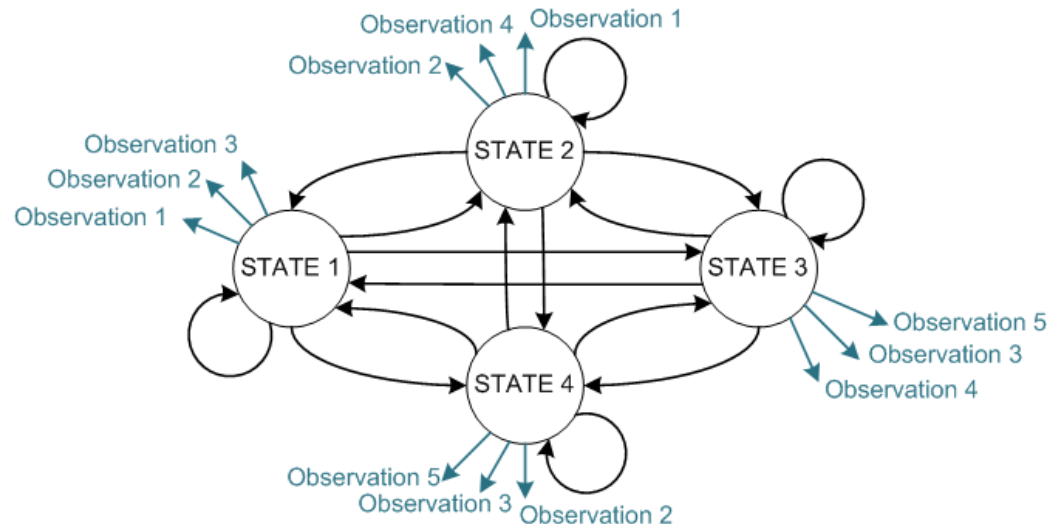 Observation 1
Observation 4
Observation 2
STATE 2
Observation 3
Observation 2
Observation 1
STATE 1
STATE 3
Observation 5
Observation 3
Observation 4
STATE 4
Observation 5
Observation 3
Observation 2